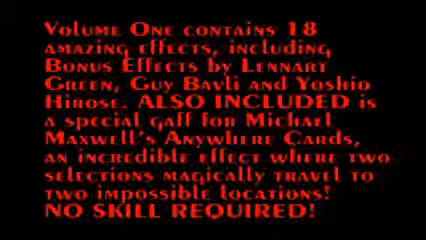 Volume One contains 18
amazing effects, including
Bonus Effects by Lennart
Green, Guy Bavli and Yoshio
Hirose. ALSO INCLUDED is
a special gaff for Michael
Maxwell's Anywhere Cards,
an incredible effect where two
selections magically travel to
two impossible locations!
NO SKILL REQUIRED!